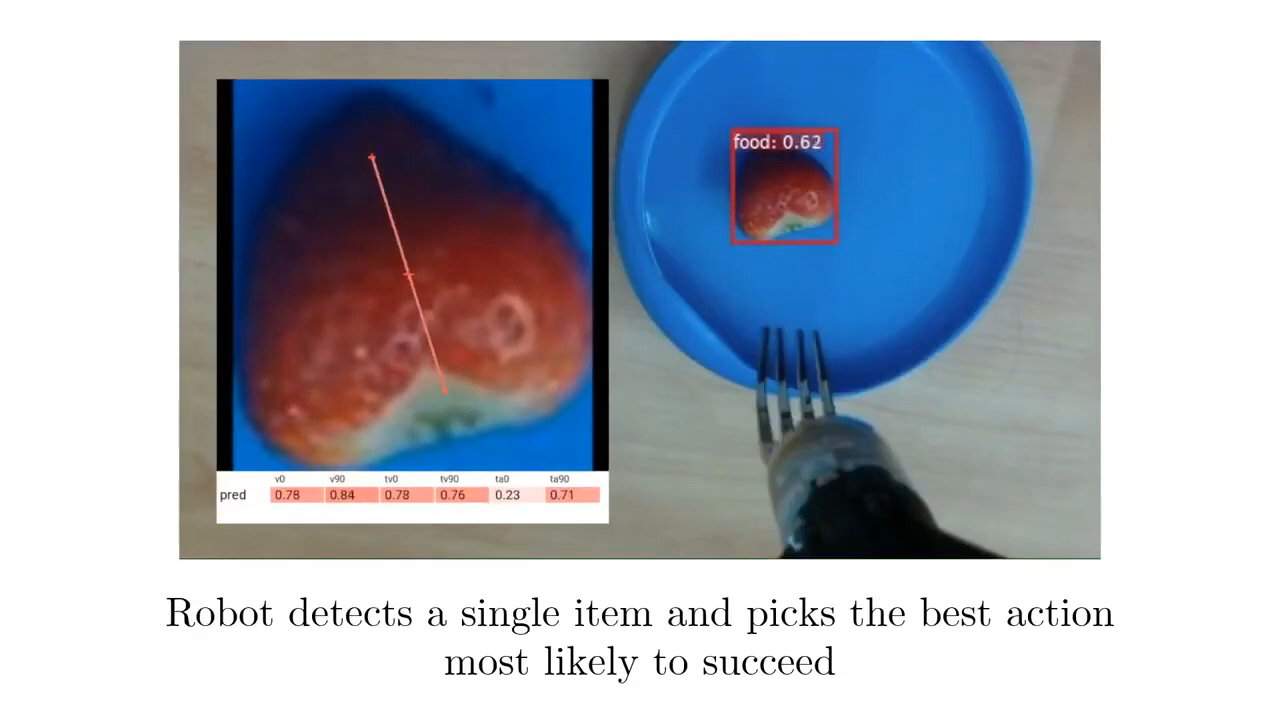 food: 0.62
v0 v90 tv0 tv90 ta0 ta90
pred 0.78 0.84 0.78 0.76 0.23 0.71
Robot detects a single item and picks the best action
most likely to succeed